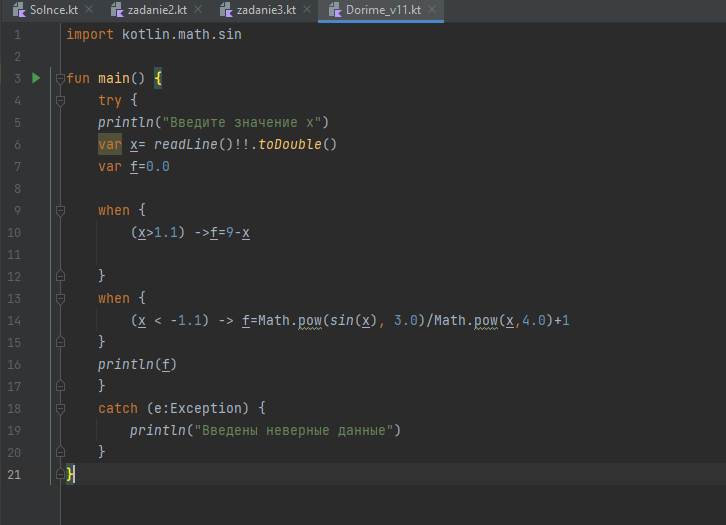 Solnce.kt × zadanie2.kt × zadanie3.kt × Dorime_v11.kt ×
1 import kotlin.math.sin
2
3 fun main() {
4 try {
5 println("Введите значение x")
6 var x= readLine()!!.toDouble()
7 var f=0.0
8
9 when {
10 (x>1.1) ->f=9-x
11
12 }
13 when {
14 (x < -1.1) -> f=Math.pow(sin(x), 3.0)/Math.pow(x,4.0)+1
15 }
16 println(f)
17 }
18 catch (e:Exception) {
19 println("Введены неверные данные")
20 }
21 }